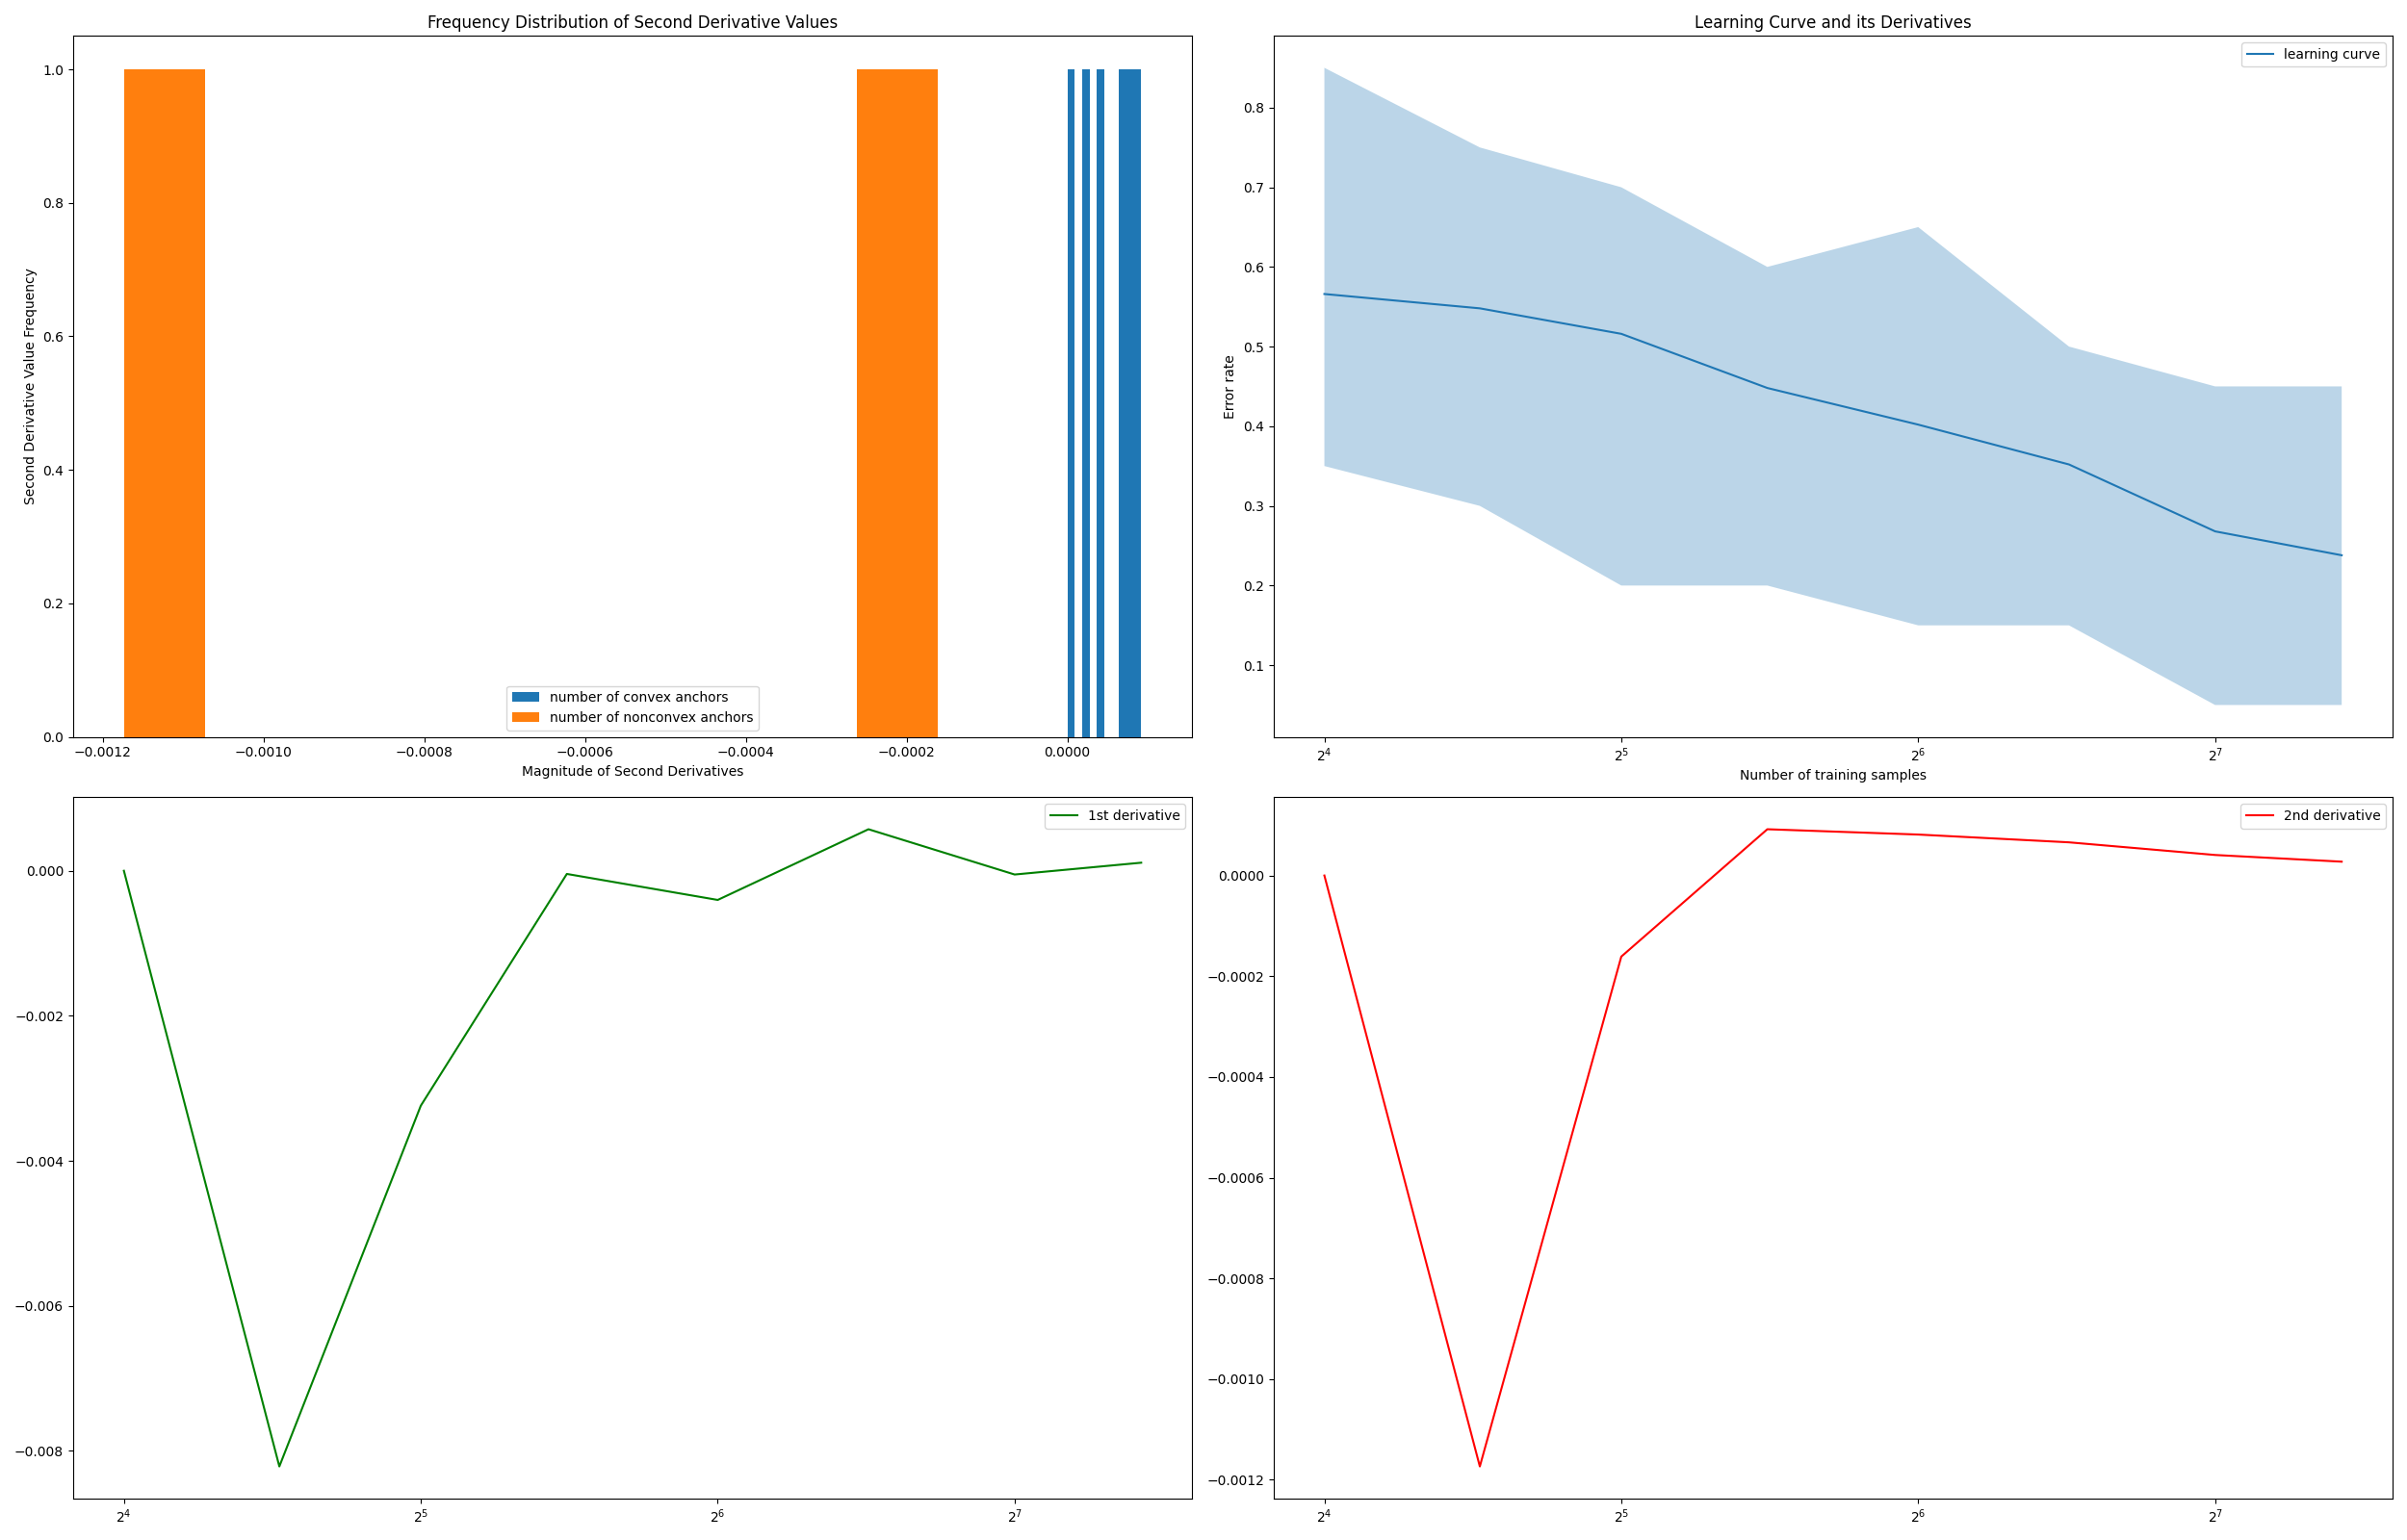 Frequency Distribution of Second Derivative Values
Second Derivative Value Frequency
1.0
0.8
0.6
0.4
0.2
0.0
number of convex anchors
number of nonconvex anchors
−0.0012 −0.0010 −0.0008 −0.0006 −0.0004 −0.0002 0.0000
Magnitude of Second Derivatives
Learning Curve and its Derivatives
learning curve
Error rate
0.8
0.7
0.6
0.5
0.4
0.3
0.2
0.1
2⁴ 2⁵ 2⁶ 2⁷
Number of training samples
1st derivative
0.000
−0.002
−0.004
−0.006
−0.008
2⁴ 2⁵ 2⁶ 2⁷
2nd derivative
0.0000
−0.0002
−0.0004
−0.0006
−0.0008
−0.0010
−0.0012
2⁴ 2⁵ 2⁶ 2⁷